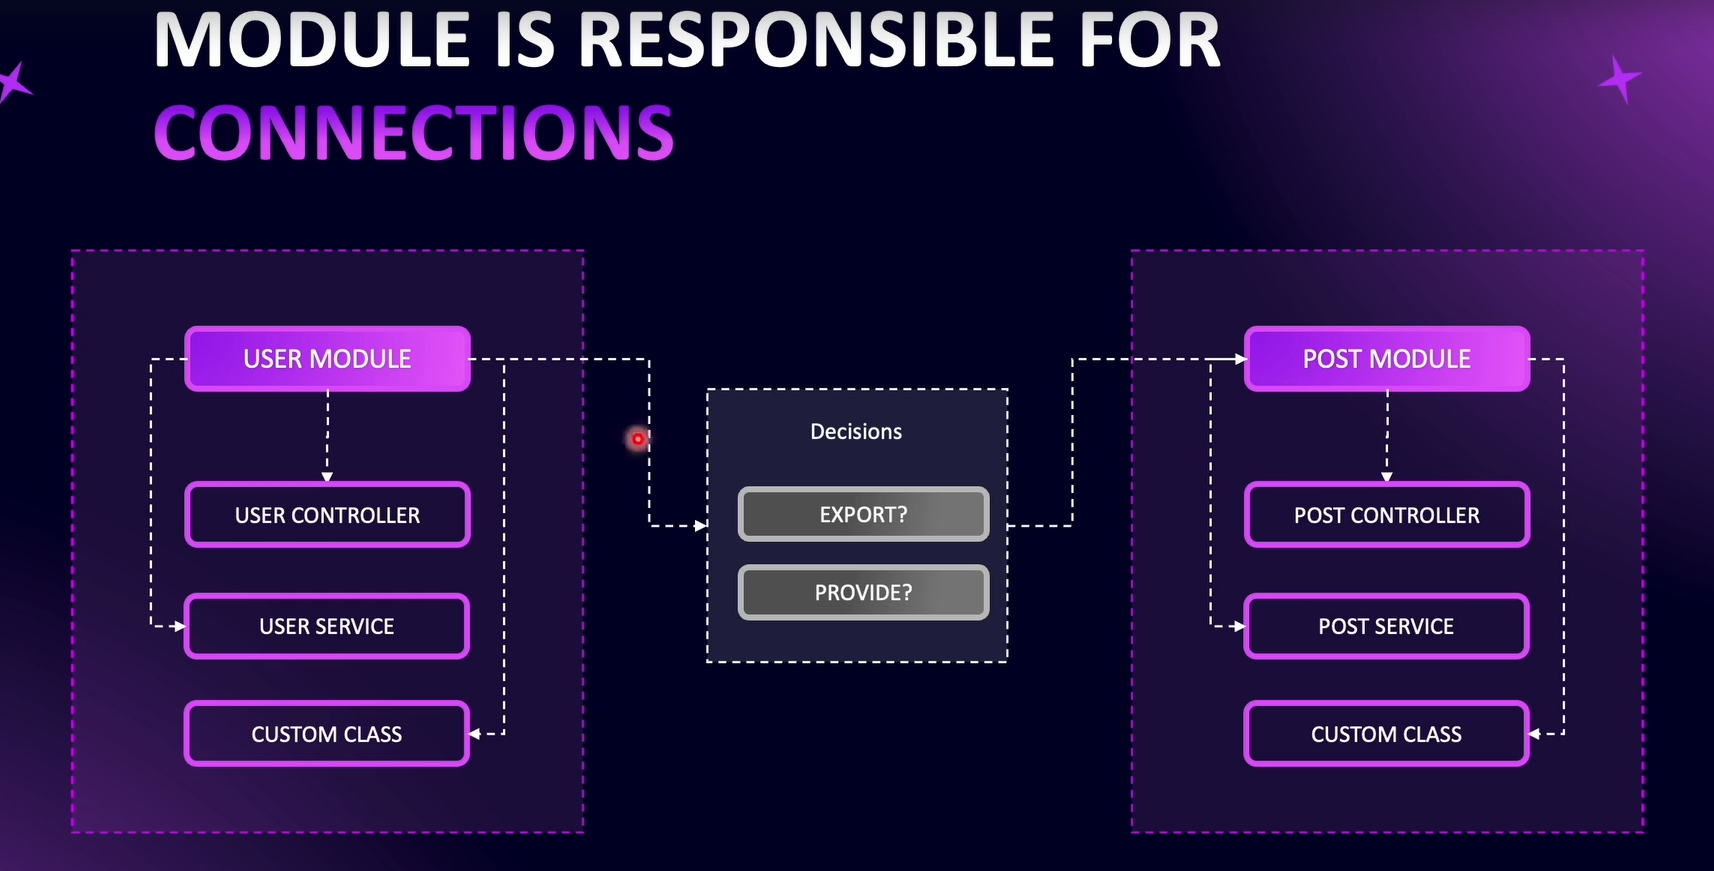 MODULE IS RESPONSIBLE FOR
CONNECTIONS
USER MODULE
USER CONTROLLER
USER SERVICE
CUSTOM CLASS
Decisions
EXPORT?
PROVIDE?
POST MODULE
POST CONTROLLER
POST SERVICE
CUSTOM CLASS